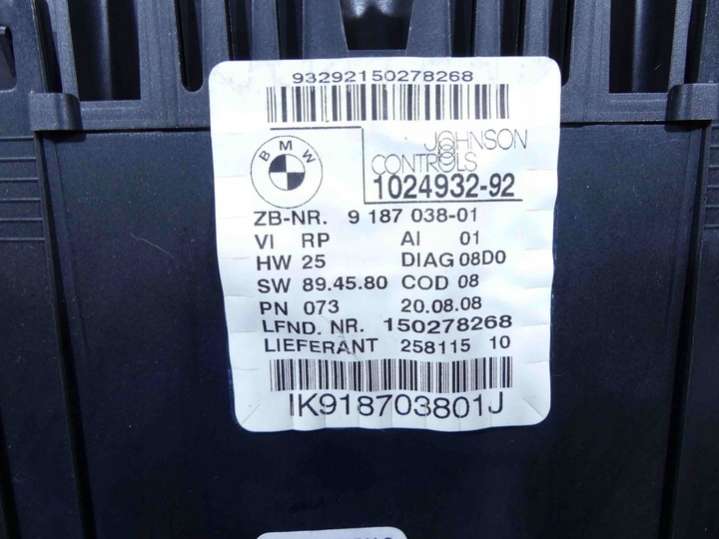 93292150278268
BMW
JOHNSON
CONTROLS
1024932-92
ZB-NR. 9 187 038-01
VI RP AI 01
HW 25 DIAG 08D0
SW 89.45.80 COD 08
PN 073 20.08.08
LFND. NR. 150278268
LIEFERANT 258115 10
IK918703801J